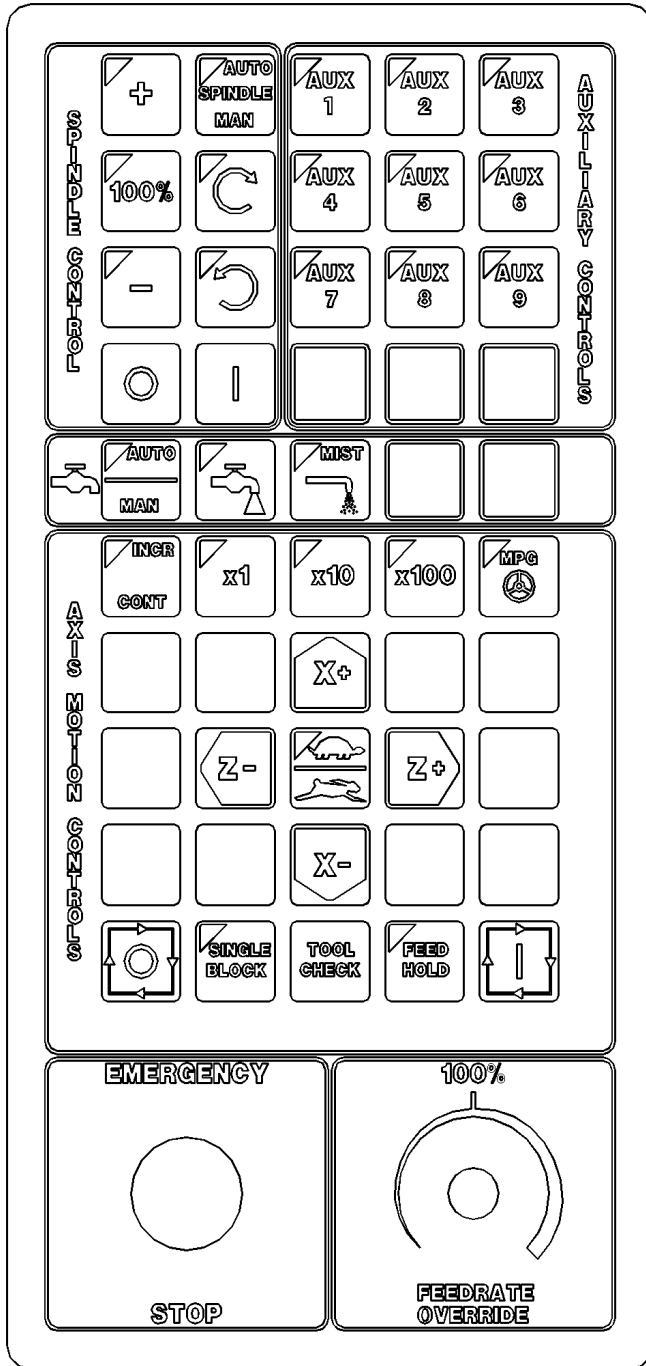 SPINDLE CONTROL
+
AUTO
SPINDLE
MAN
100%
-
AUX
1
AUX
2
AUX
3
AUX
4
AUX
5
AUX
6
AUX
7
AUX
8
AUX
9
AUXILIARY CONTROLS
AUTO
MAN
MIST
AXIS MOTION CONTROLS
INCR
CONT
x1
x10
x100
MPG
X+
Z-
Z+
X-
SINGLE
BLOCK
TOOL
CHECK
FEED
HOLD
EMERGENCY
STOP
100%
FEEDRATE
OVERRIDE